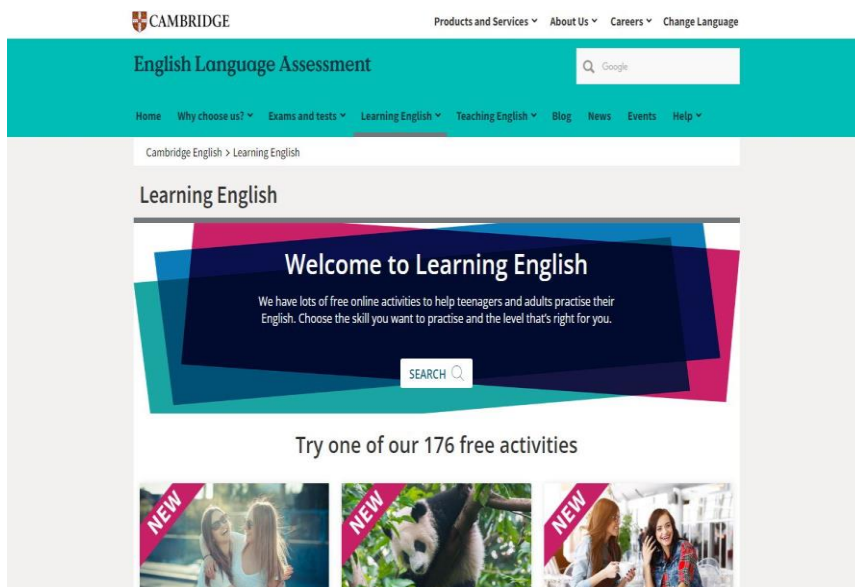 CAMBRIDGE
Products and Services About Us Careers Change Language
English Language Assessment
Google
Home Why choose us? Exams and tests Learning English Teaching English Blog News Events Help
Cambridge English > Learning English
Learning English
Welcome to Learning English
We have lots of free online activities to help teenagers and adults practise their
English. Choose the skill you want to practise and the level that's right for you.
SEARCH
Try one of our 176 free activities
NEW NEW NEW